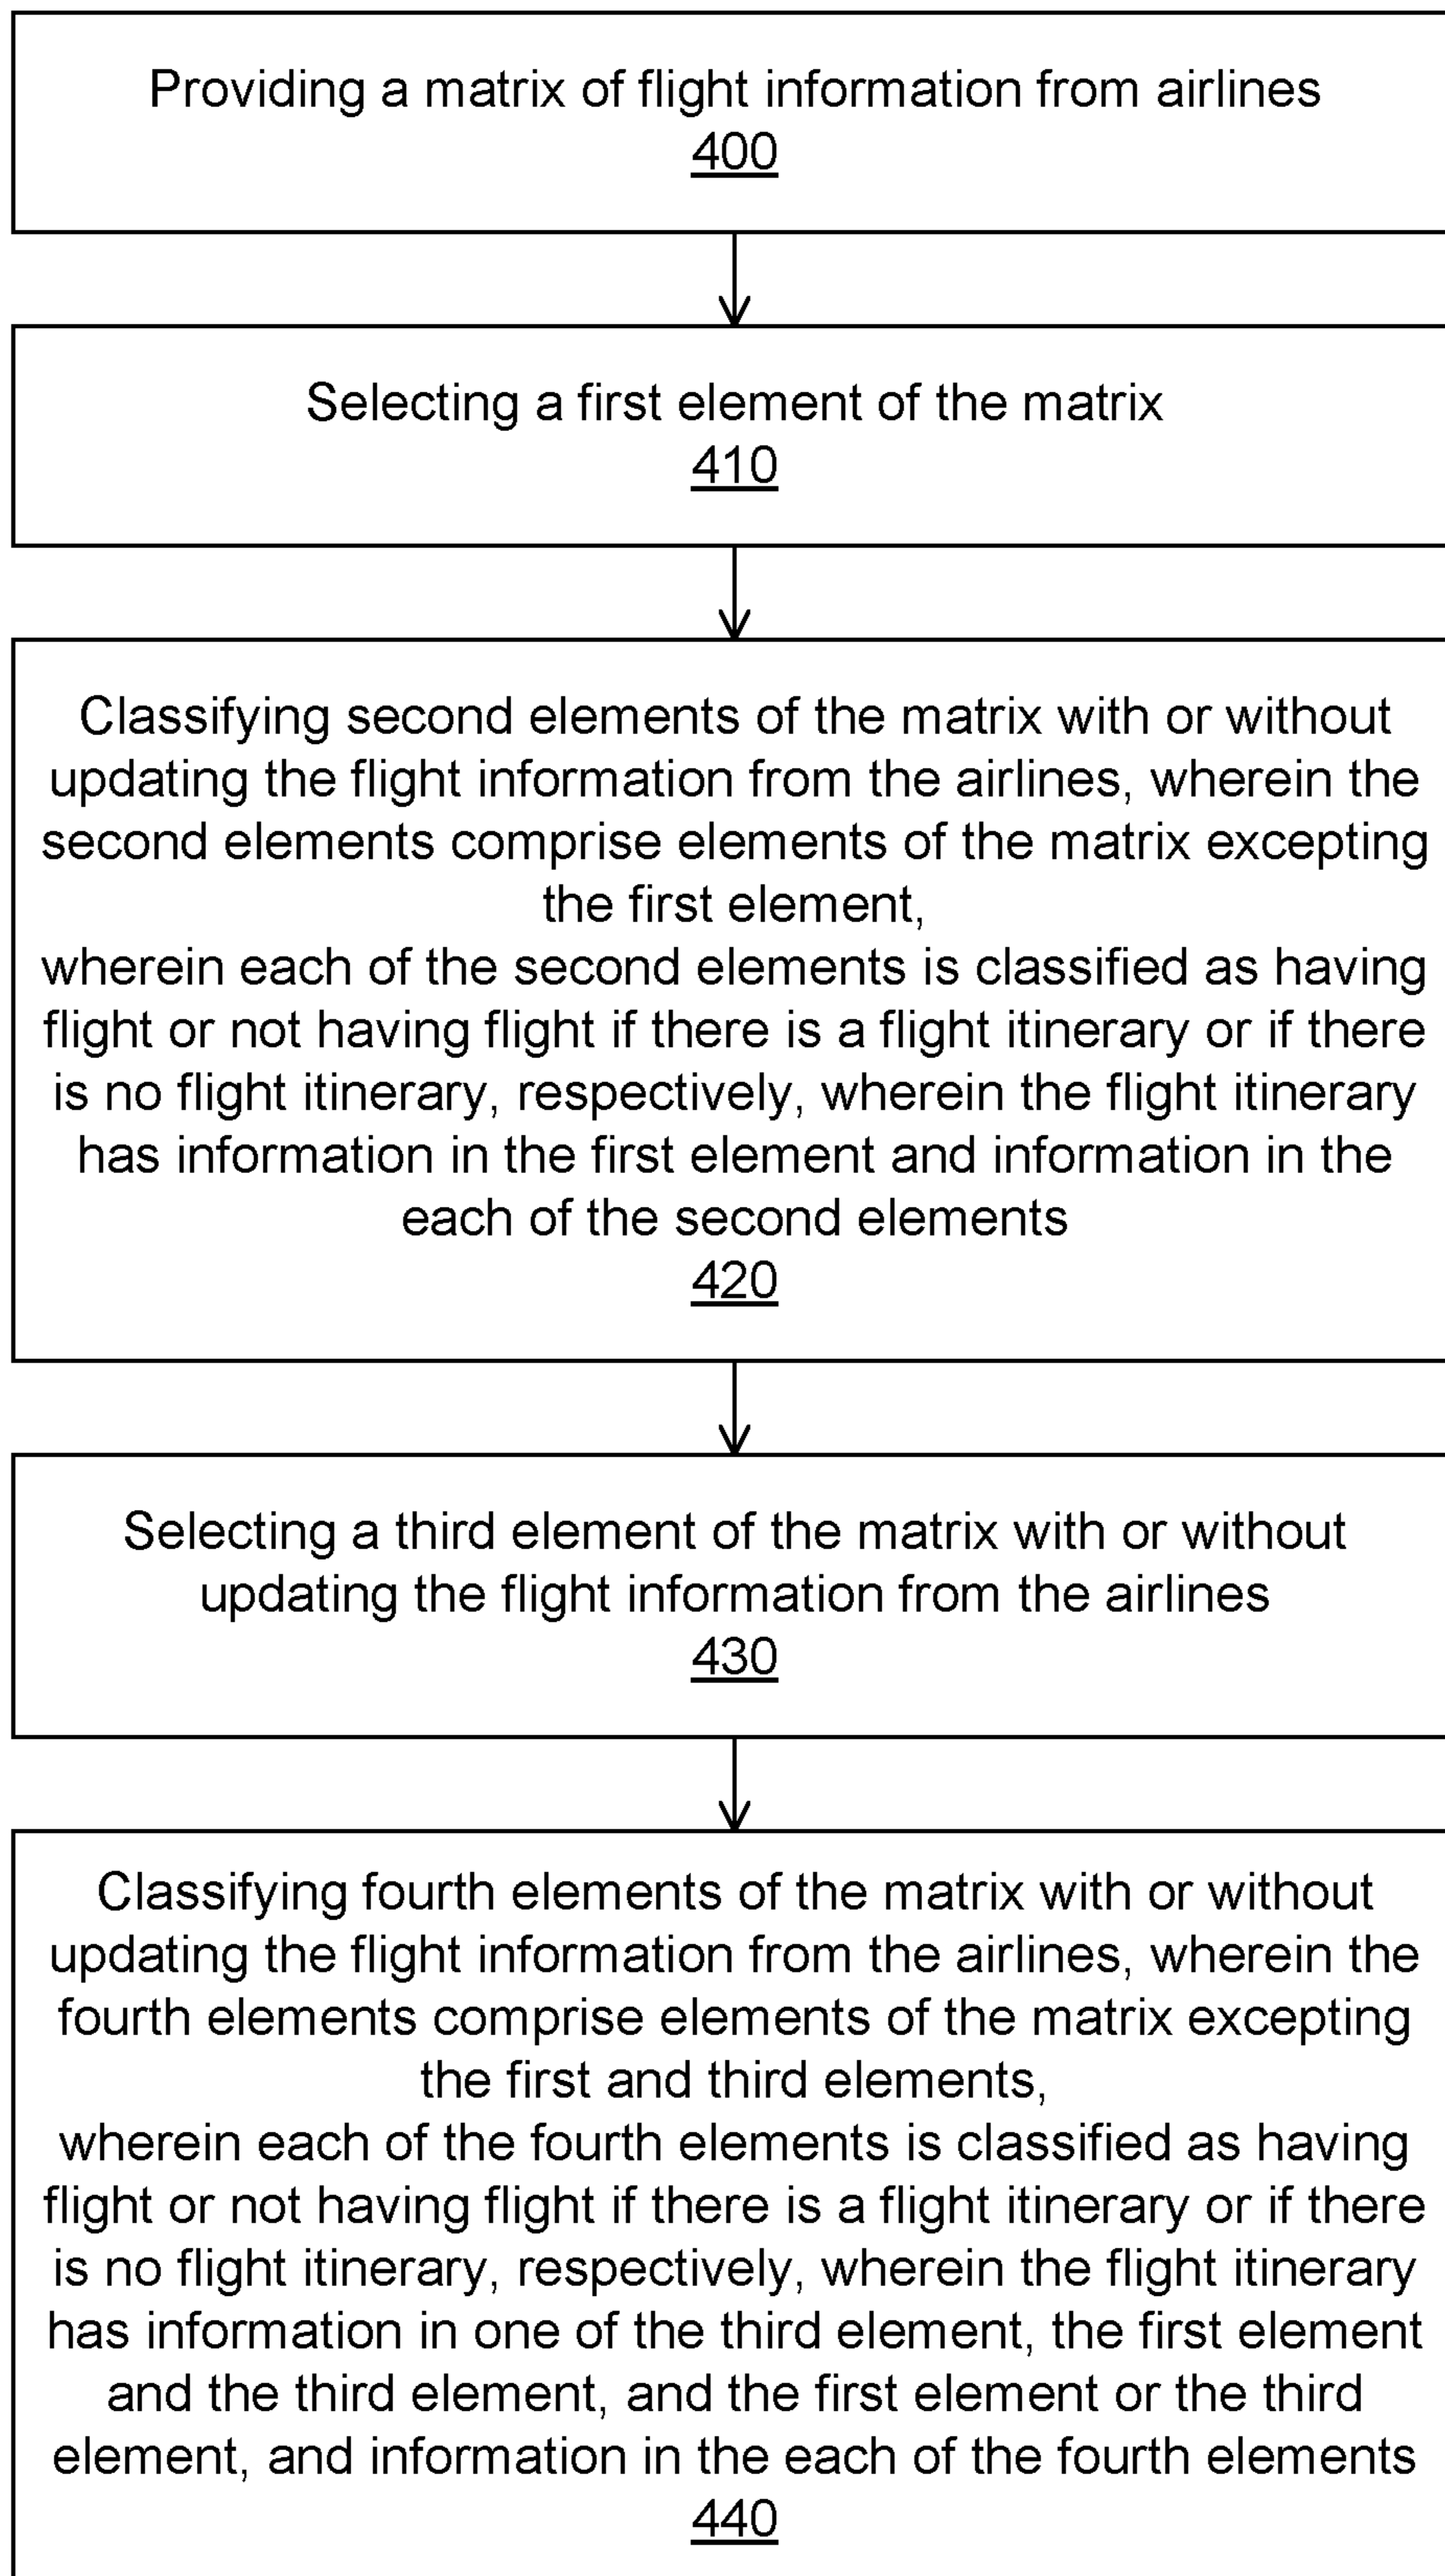 Providing a matrix of flight information from airlines
400
Selecting a first element of the matrix
410
Classifying second elements of the matrix with or without
updating the flight information from the airlines, wherein the
second elements comprise elements of the matrix excepting
the first element,
wherein each of the second elements is classified as having
flight or not having flight if there is a flight itinerary or if there
is no flight itinerary, respectively, wherein the flight itinerary
has information in the first element and information in the
each of the second elements
420
Selecting a third element of the matrix with or without
updating the flight information from the airlines
430
Classifying fourth elements of the matrix with or without
updating the flight information from the airlines, wherein the
fourth elements comprise elements of the matrix excepting
the first and third elements,
wherein each of the fourth elements is classified as having
flight or not having flight if there is a flight itinerary or if there
is no flight itinerary, respectively, wherein the flight itinerary
has information in one of the third element, the first element
and the third element, and the first element or the third
element, and information in the each of the fourth elements
440